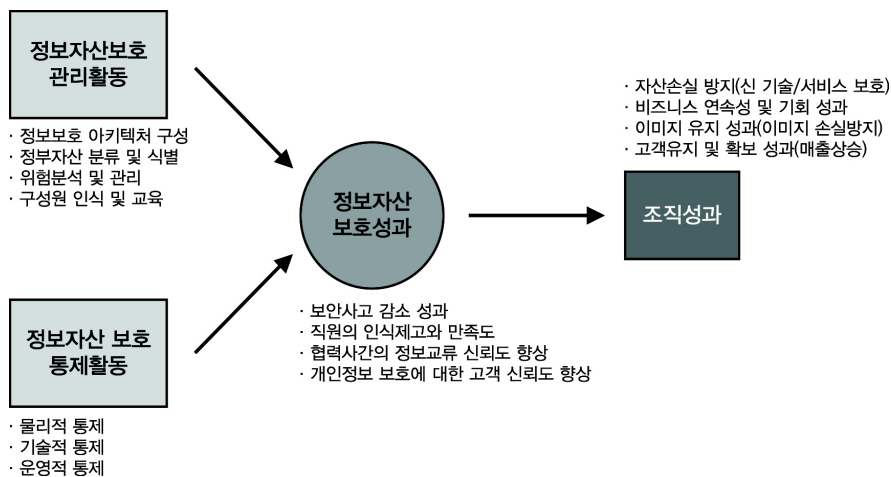 정보자산보호
관리활동
· 정보보호 아키텍처 구성
· 정부자산 분류 및 식별
· 위험분석 및 관리
· 구성원 인식 및 교육
정보자산 보호
통제활동
· 물리적 통제
· 기술적 통제
· 운영적 통제
정보자산
보호성과
· 보안사고 감소 성과
· 직원의 인식제고와 만족도
· 협력사간의 정보교류 신뢰도 향상
· 개인정보 보호에 대한 고객 신뢰도 향상
· 자산손실 방지(신 기술/서비스 보호)
· 비즈니스 연속성 및 기회 성과
· 이미지 유지 성과(이미지 손실방지)
· 고객유지 및 확보 성과(매출상승)
조직성과